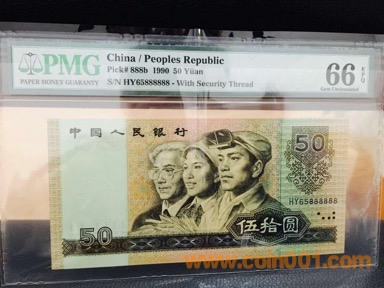 PMG
PAPER MONEY GUARANTY
China / Peoples Republic
Pick# 888b 1990 50 Yüan
S/N HY65888888 - With Security Thread
66 EPQ
Gem Uncirculated
中国人民银行
50
HY65888888
50
伍拾圆
www.coin001.com